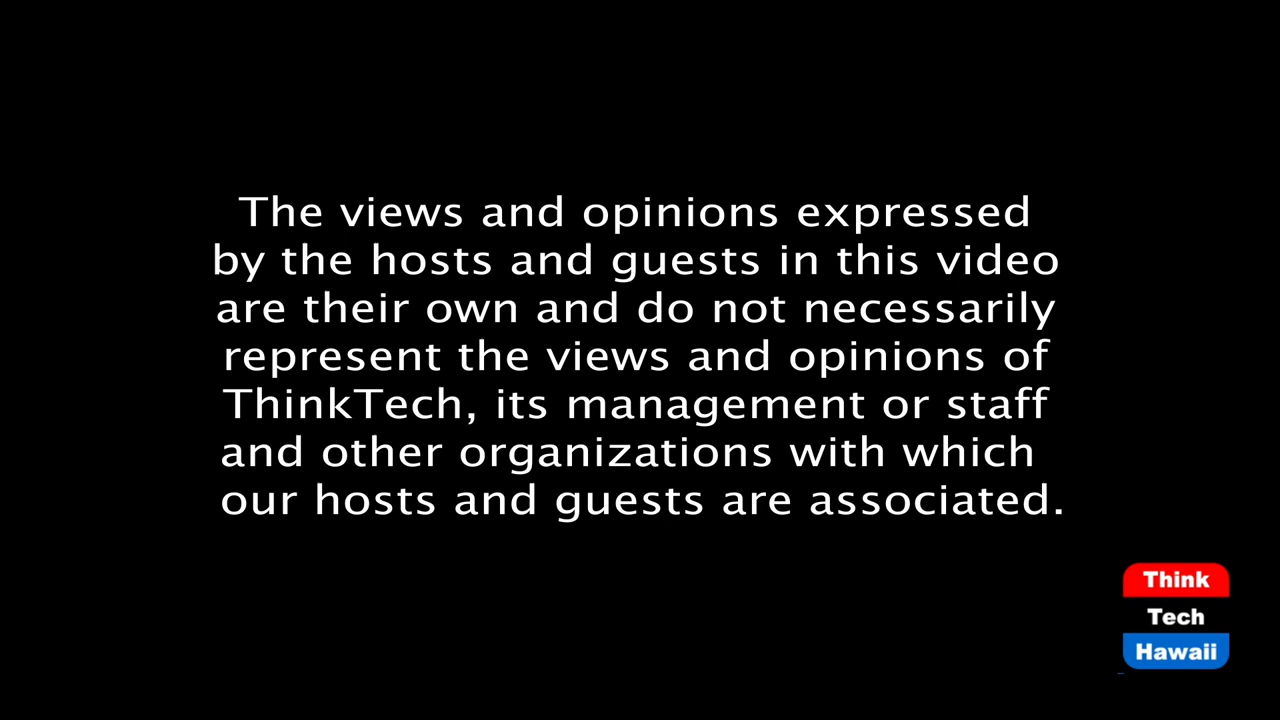 The views and opinions expressed
by the hosts and guests in this video
are their own and do not necessarily
represent the views and opinions of
ThinkTech, its management or staff
and other organizations with which
our hosts and guests are associated.
Think
Tech
Hawaii